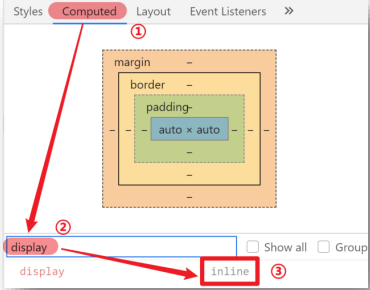 Styles Computed Layout Event Listeners »
①
margin –
border –
padding–
– – – auto × auto – – –
–
–
–
②
display Show all Group
display inline ③